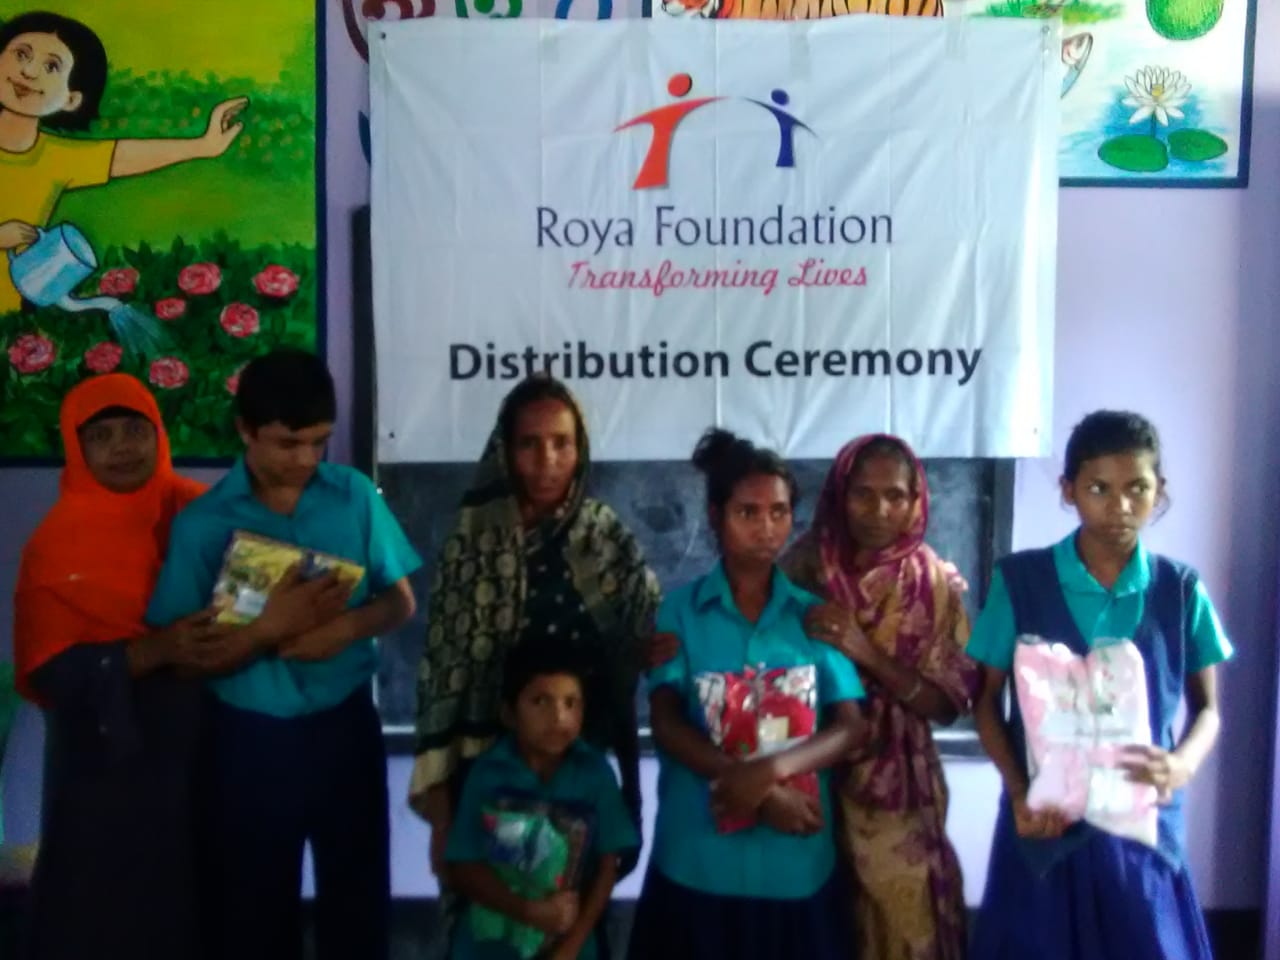 Roya Foundation
Transforming Lives
Distribution Ceremony